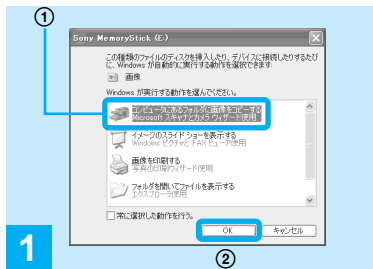 ①
Sony MemoryStick (E:)
この種類のファイルのディスクを挿入したり、デバイスに接続したりするたび
に、Windows が自動的に実行する動作を選択できます:
画像
Windows が実行する動作を選んでください。
コンピュータにあるフォルダに画像をコピーする
Microsoft スキャナとカメラ ウィザード使用
イメージのスライド ショーを表示する
Windows ピクチャと FAX ビューア使用
画像を印刷する
写真の印刷ウィザード使用
フォルダを開いてファイルを表示する
エクスプローラ使用
常に選択した動作を行う。
OK
キャンセル
1
②